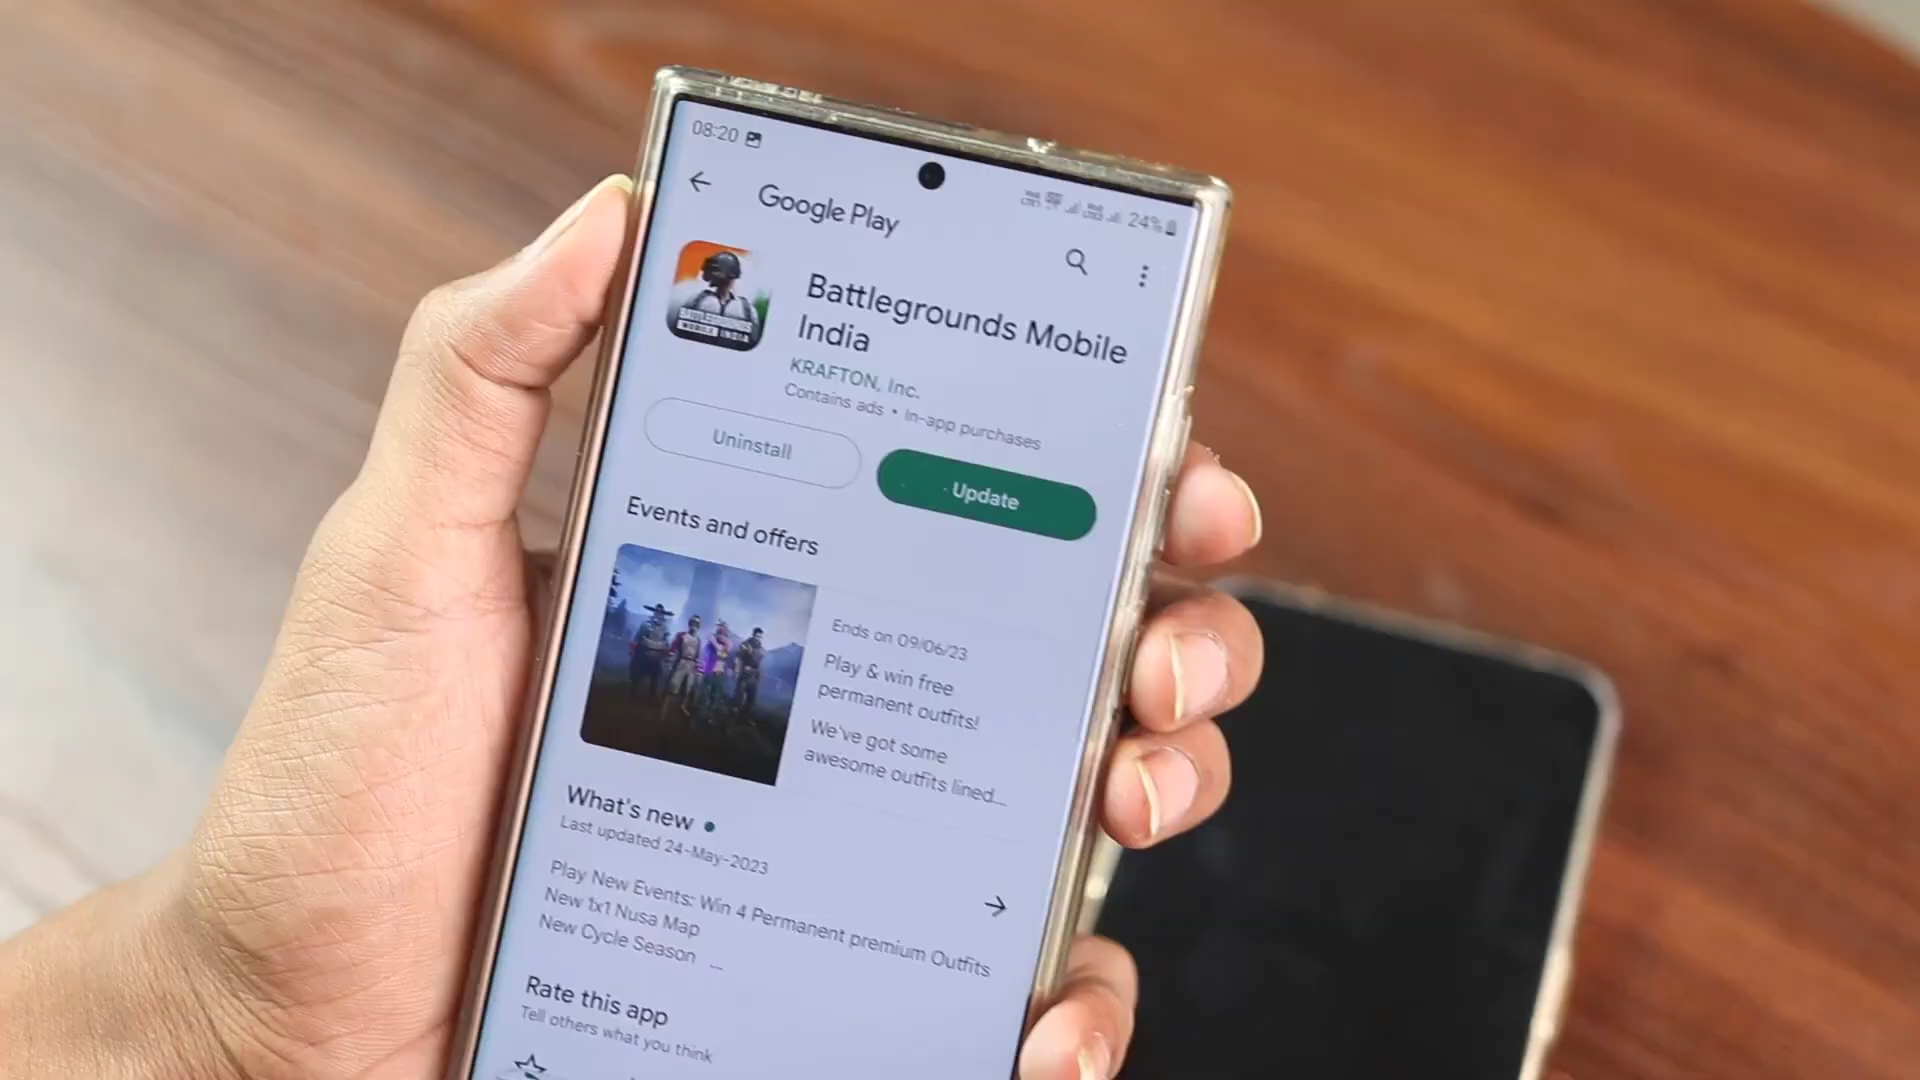 08:20
24%
Google Play
Battlegrounds Mobile
India
KRAFTON, Inc.
Contains ads • In-app purchases
Uninstall
Update
Events and offers
Ends on 09/06/23
Play & win free
permanent outfits!
We've got some
awesome outfits lined...
What's new
Last updated 24-May-2023
Play New Events: Win 4 Permanent premium Outfits
New 1x1 Nusa Map
New Cycle Season ...
Rate this app
Tell others what you think